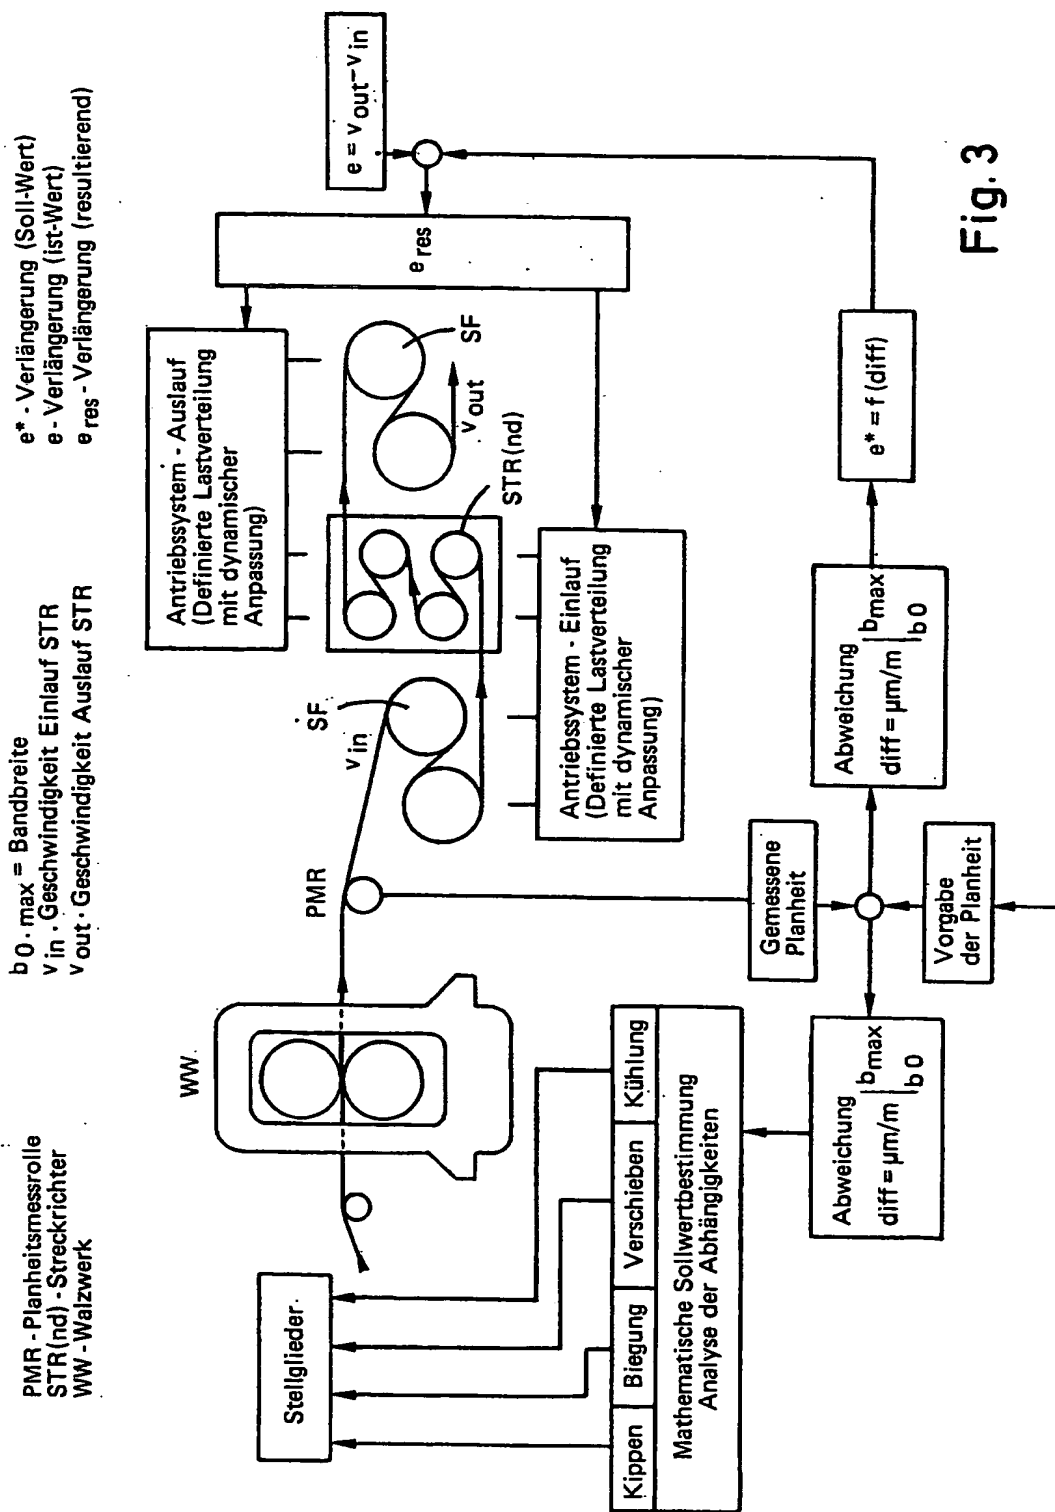 PMR - Planheitsmessrolle
STR(nd) - Streckrichter
WW - Walzwerk
b 0 · max = Bandbreite
v in · Geschwindigkeit Einlauf STR
v out · Geschwindigkeit Auslauf STR
e* - Verlängerung (Soll-Wert)
e - Verlängerung (ist-Wert)
e res - Verlängerung (resultierend)
Stellglieder.
WW
PMR
SF
v in
STR(nd)
SF
v out
Antriebssystem - Auslauf
(Definierte Lastverteilung
mit dynamischer
Anpassung)
e res
e = v out - v in
Antriebssystem - Einlauf
(Definierte Lastverteilung
mit dynamischer
Anpassung)
Kippen
Biegung
Verschieben
Kühlung
Mathematische Sollwertbestimmung
Analyse der Abhängigkeiten
Gemessene
Planheit
Vorgabe
der Planheit
Abweichung
diff = µm/m | b max
b 0
Abweichung
diff = µm/m | b max
b 0
e* = f (diff)
Fig. 3